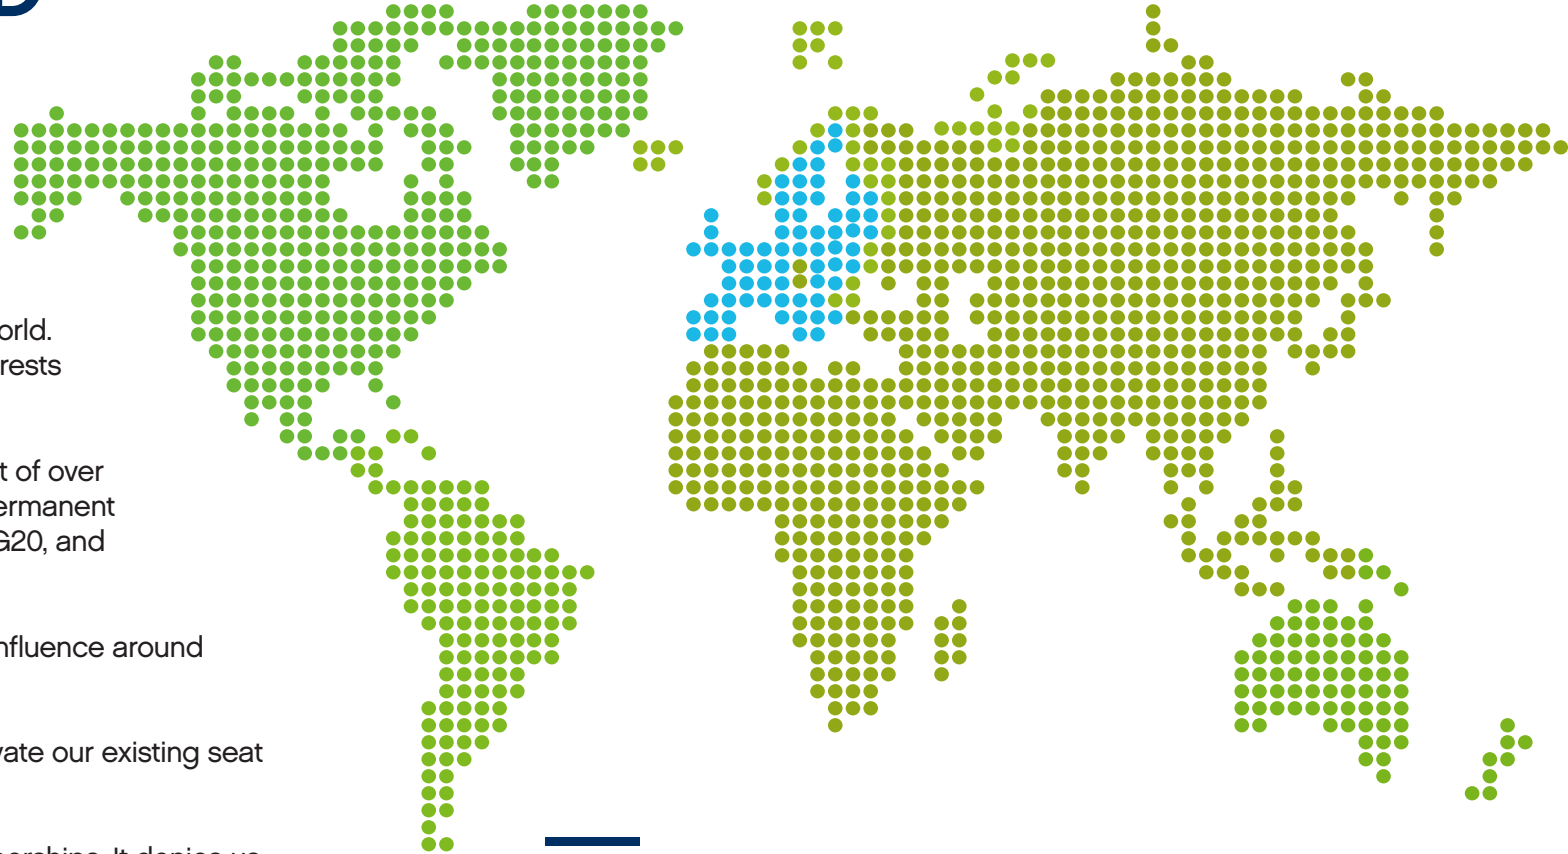 D
orld.
rests
t of over
ermanent
G20, and
nfluence around
vate our existing seat